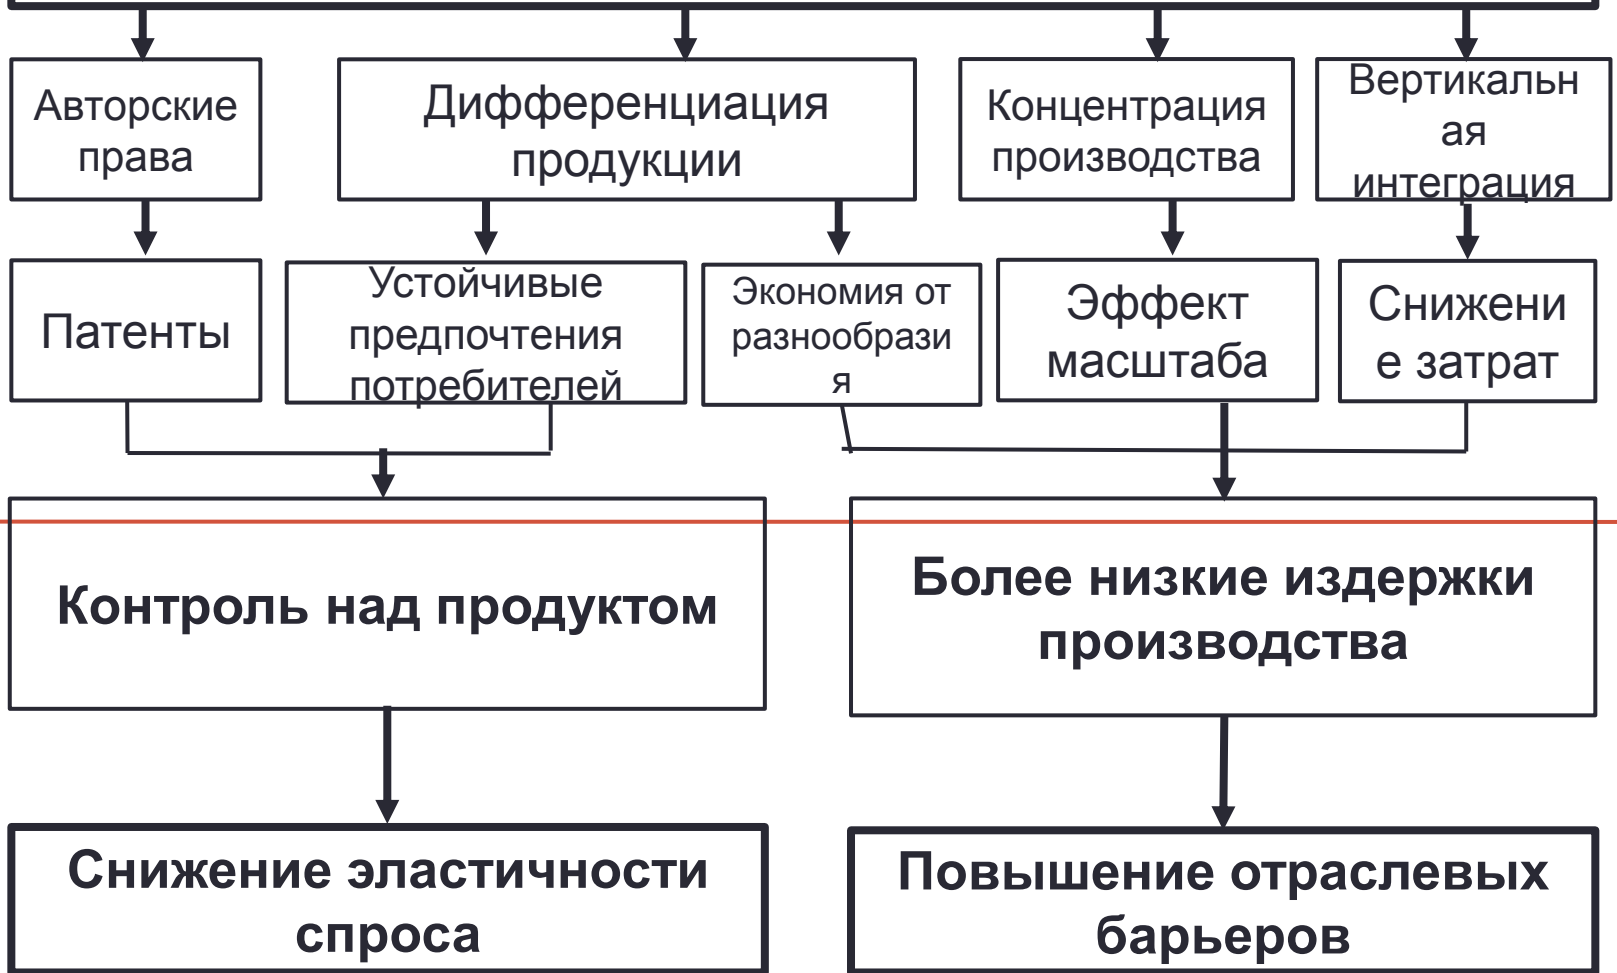 Авторские
права
Дифференциация
продукции
Концентрация
производства
Вертикальн
ая
интеграция
Патенты
Устойчивые
предпочтения
потребителей
Экономия от
разнообрази
я
Эффект
масштаба
Снижени
е затрат
Контроль над продуктом
Более низкие издержки
производства
Снижение эластичности
спроса
Повышение отраслевых
барьеров